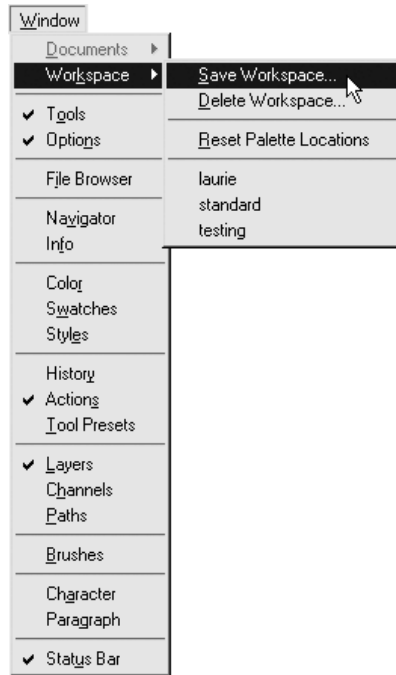 Window
Documents
Workspace
Tools
Options
File Browser
Navigator
Info
Color
Swatches
Styles
History
Actions
Tool Presets
Layers
Channels
Paths
Brushes
Character
Paragraph
Status Bar
Save Workspace...
Delete Workspace...
Reset Palette Locations
laurie
standard
testing